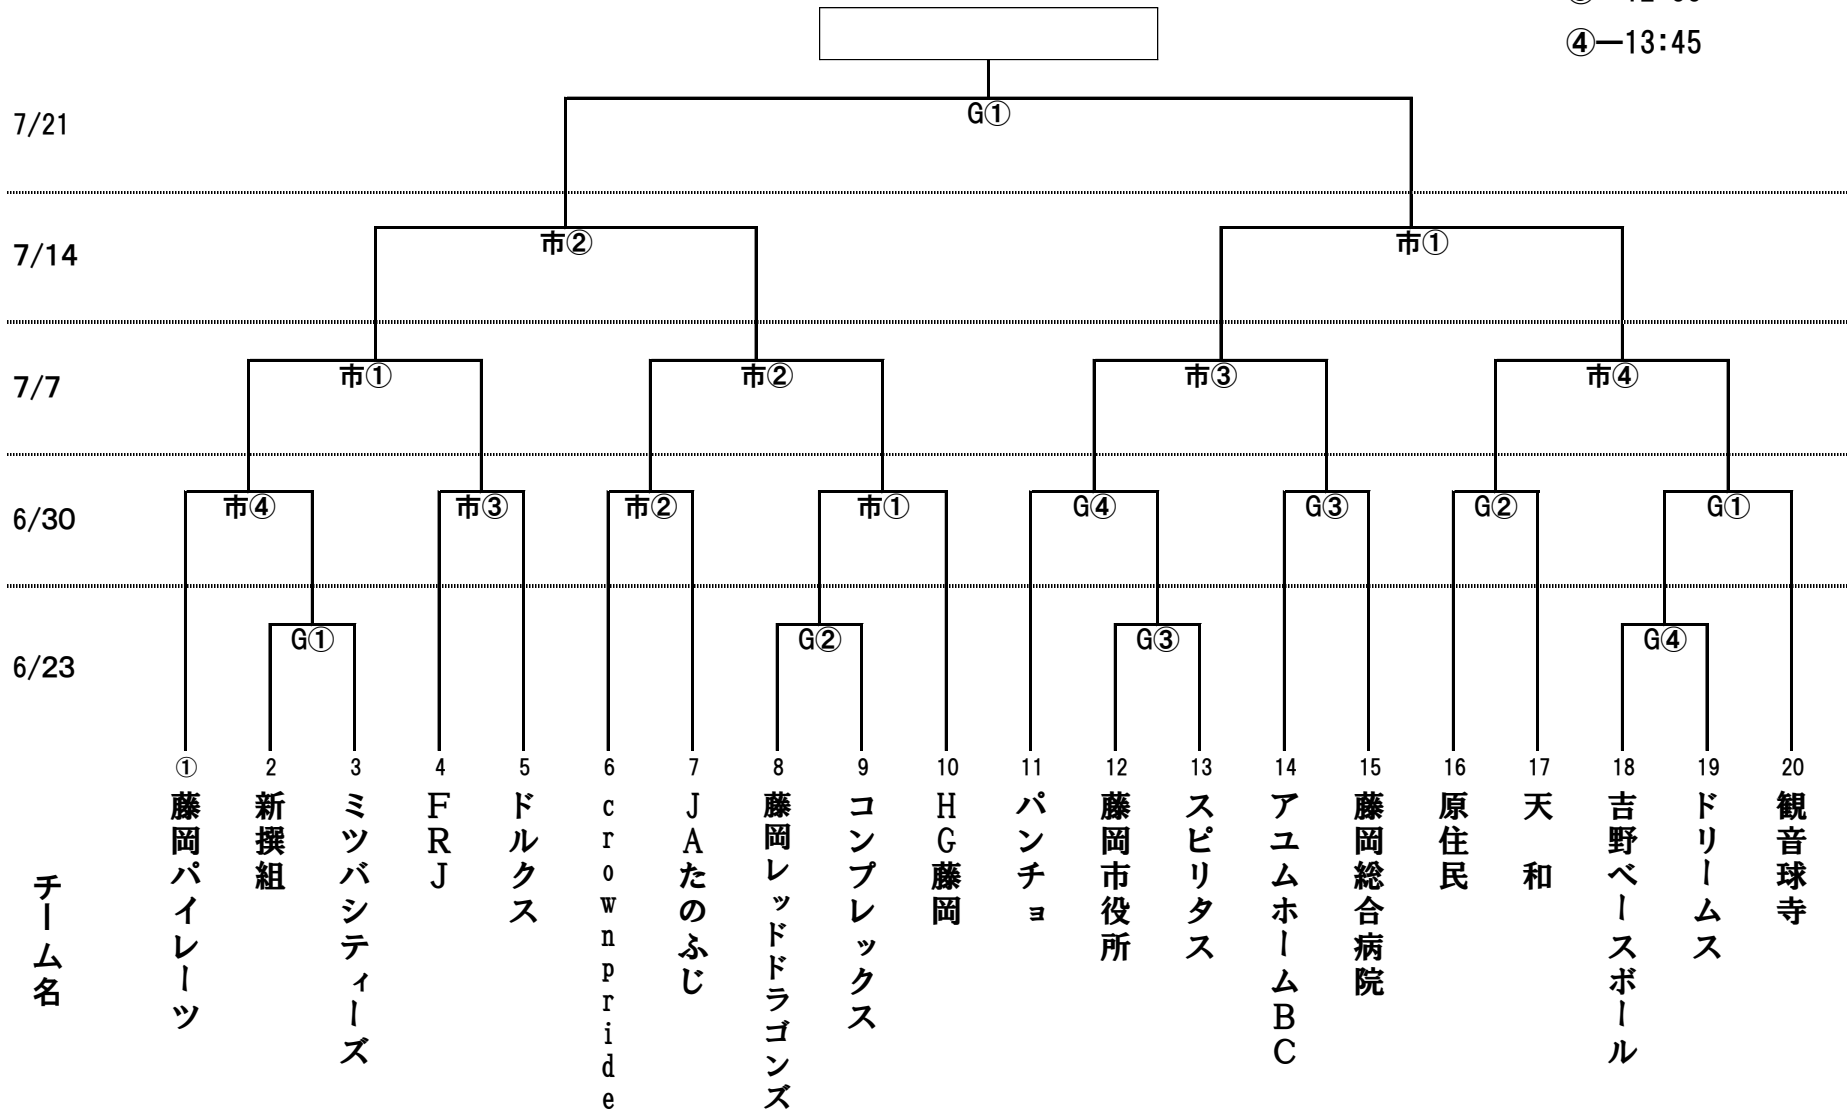 ④ー13:45
7/21
G①
7/14
市②
市①
7/7
市①
市②
市③
市④
6/30
市④
市③
市②
市①
G④
G③
G②
G①
6/23
G①
G②
G③
G④
チーム名
①
藤岡パイレーツ
2
新撰組
3
ミツバシティーズ
4
ＦＲＪ
5
ドルクス
6
ｃｒｏｗｎｐｒｉｄｅ
7
ＪＡたのふじ
8
藤岡レッドドラゴンズ
9
コンプレックス
10
ＨＧ藤岡
11
パンチョ
12
藤岡市役所
13
スピリタス
14
アユムホームＢＣ
15
藤岡総合病院
16
原住民
17
天　和
18
吉野ベースボール
19
ドリームス
20
観音球寺